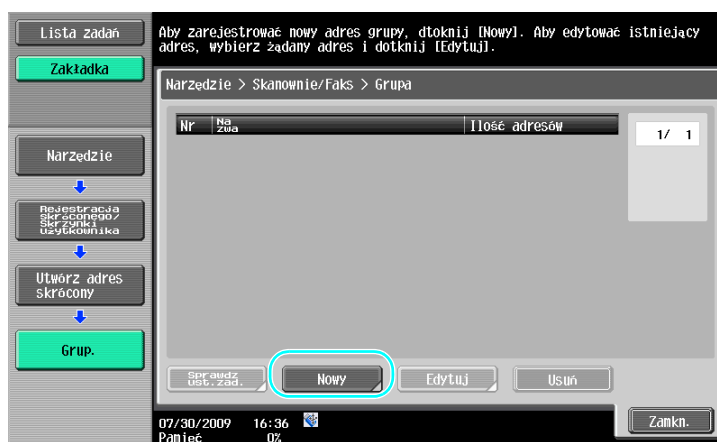 Lista zadań
Aby zarejestrować nowy adres grupy, dtoknij [Nowy]. Aby edytować istniejący
adres, wybierz żądany adres i dotknij [Edytuj].
Zakładka
Narzędzie > Skanownie/Faks > Grupa
Nr
Na
zwa
Ilość adresów
1/ 1
Narzędzie
Rejestracja
skróconego/
Skrzynki
użytkownika
Utwórz adres
skrócony
Grup.
Sprawdz
ust.zad.
Nowy
Edytuj
Usuń
07/30/2009 16:36
Pamięć 0%
Zamkn.